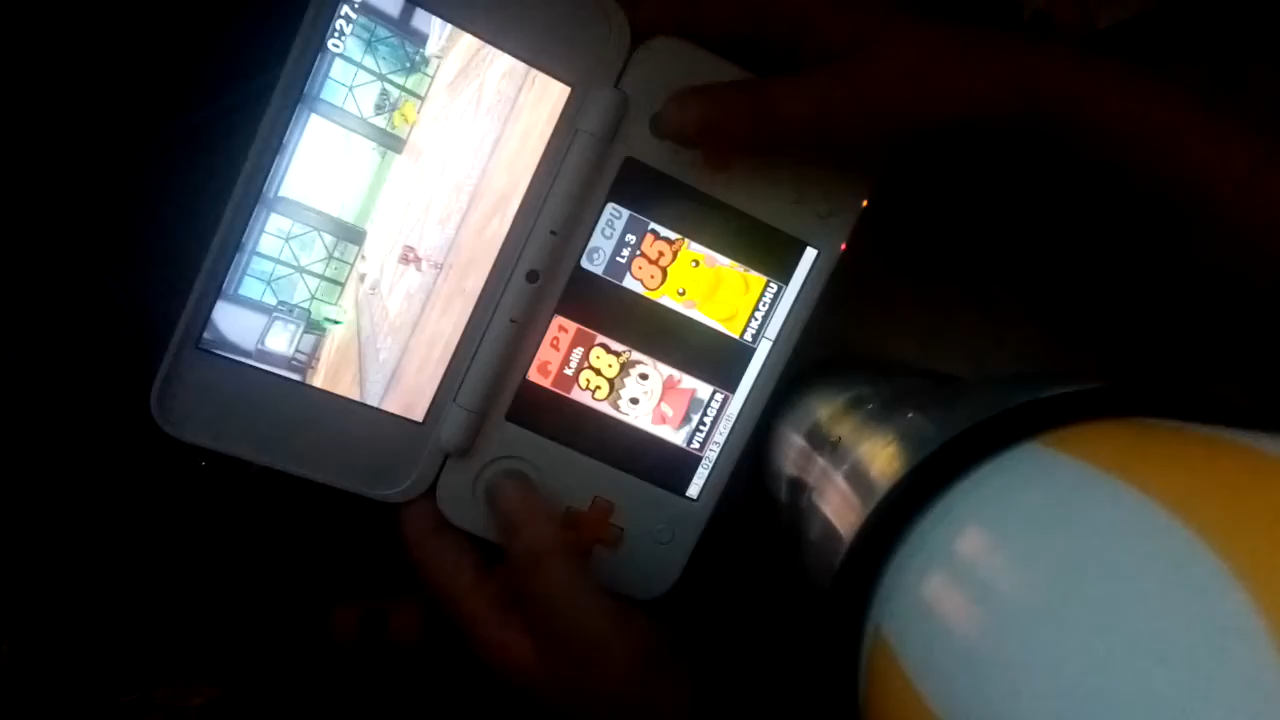 0:27.
P1
Keith
38%
VILLAGER
CPU
Lv. 3
85%
PIKACHU
02:13 Keith